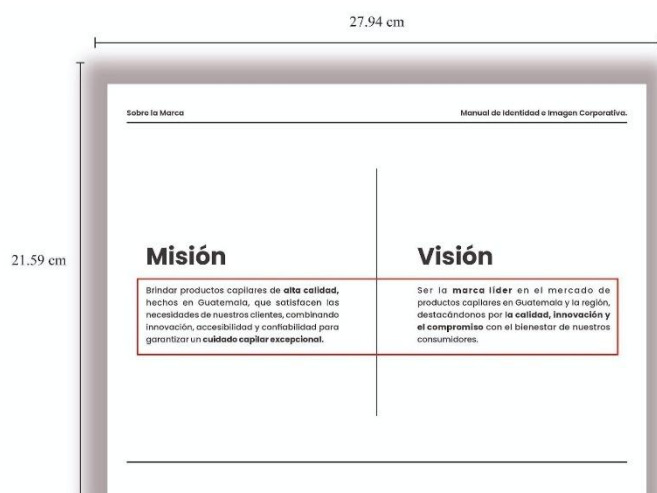 27.94 cm
Sobre la Marca
Manual de Identidad e Imagen Corporativa.
21.59 cm
Misión
Brindar productos capilares de alta calidad,
hechos en Guatemala, que satisfacen las
necesidades de nuestros clientes, combinando
innovación, accesibilidad y confiabilidad para
garantizar un cuidado capilar excepcional.
Visión
Ser la marca líder en el mercado de
productos capilares en Guatemala y la región,
destacándonos por la calidad, innovación y
el compromiso con el bienestar de nuestros
consumidores.